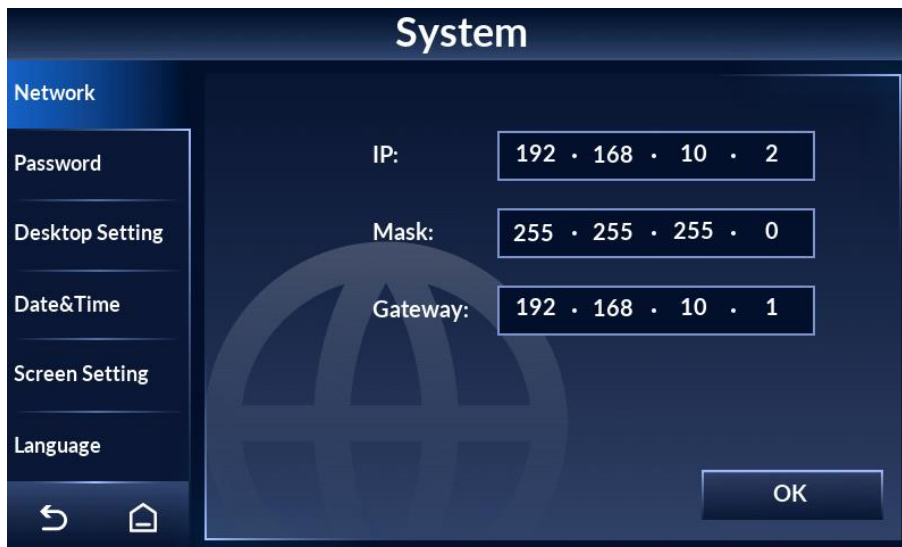 System
Network
Password
Desktop Setting
Date&Time
Screen Setting
Language
IP: 192 · 168 · 10 · 2
Mask: 255 · 255 · 255 · 0
Gateway: 192 · 168 · 10 · 1
OK